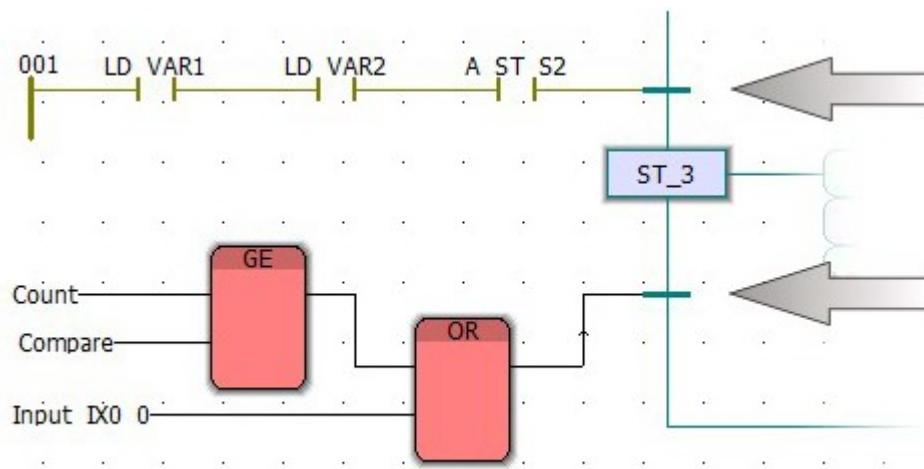 001 LD VAR1 LD VAR2 A ST S2
ST_3
GE
Count
Compare
OR
Input IX0 0